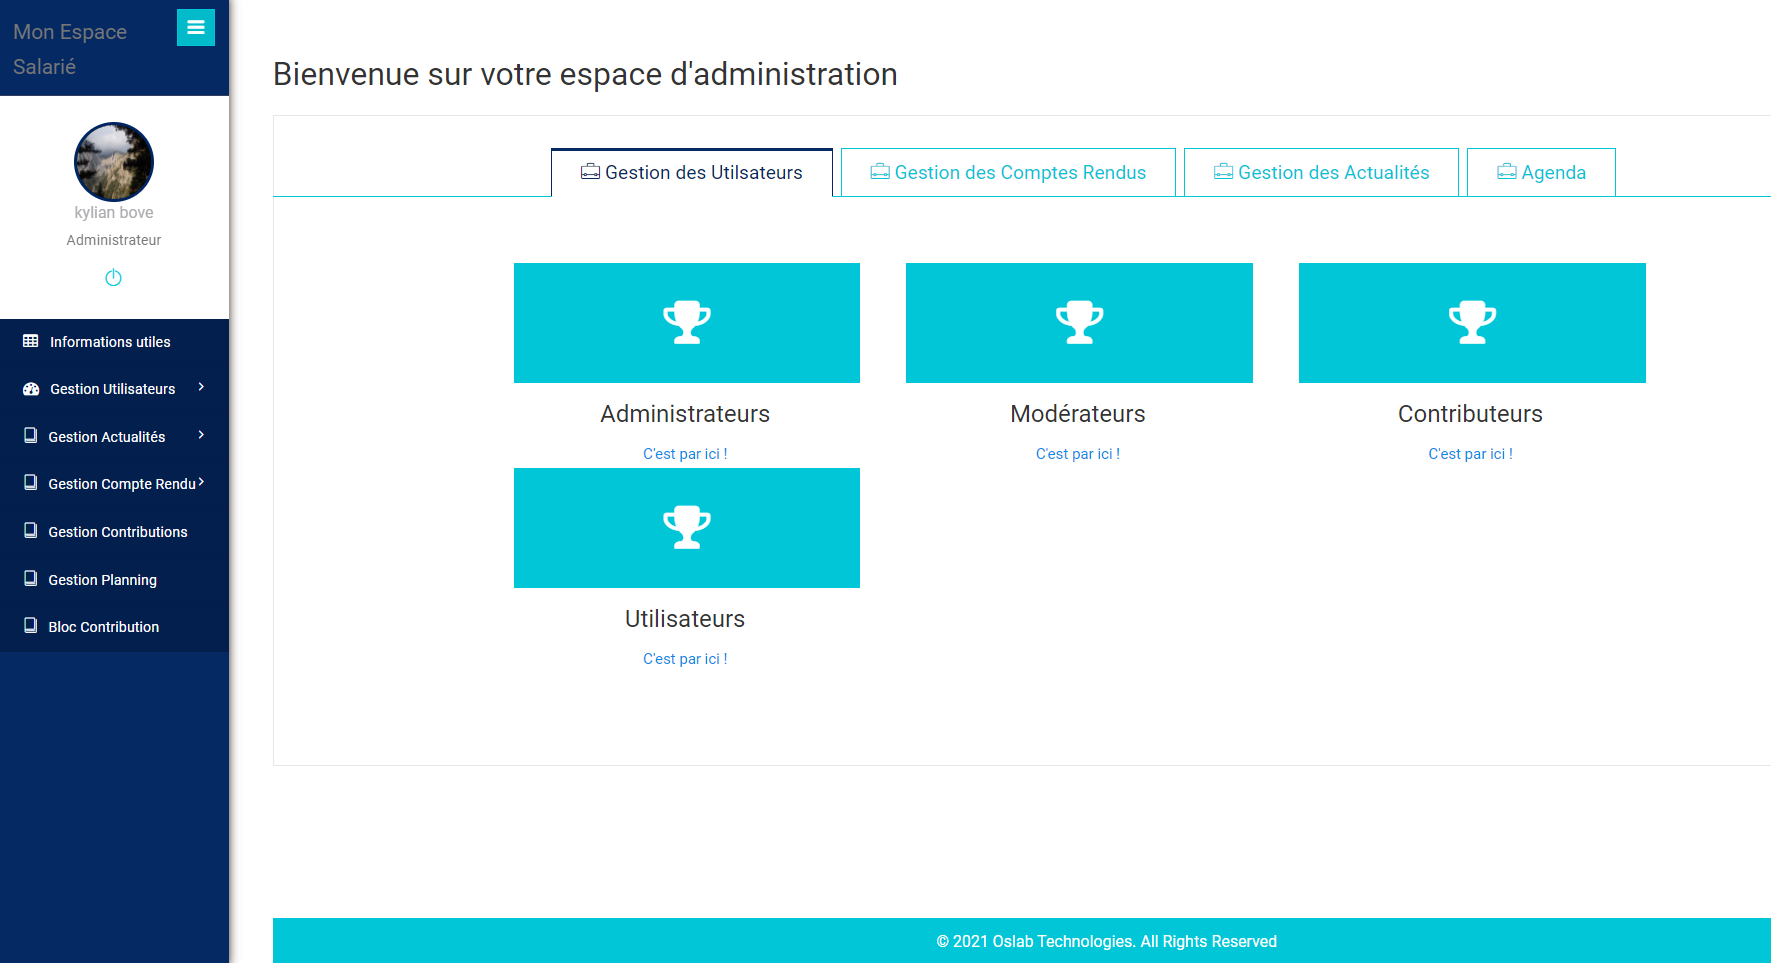 Mon Espace
Salarié
kylian bove
Administrateur
Informations utiles
Gestion Utilisateurs
Gestion Actualités
Gestion Compte Rendu
Gestion Contributions
Gestion Planning
Bloc Contribution
Bienvenue sur votre espace d'administration
Gestion des Utilsateurs
Gestion des Comptes Rendus
Gestion des Actualités
Agenda
Administrateurs
C'est par ici !
Modérateurs
C'est par ici !
Contributeurs
C'est par ici !
Utilisateurs
C'est par ici !
© 2021 Oslab Technologies. All Rights Reserved